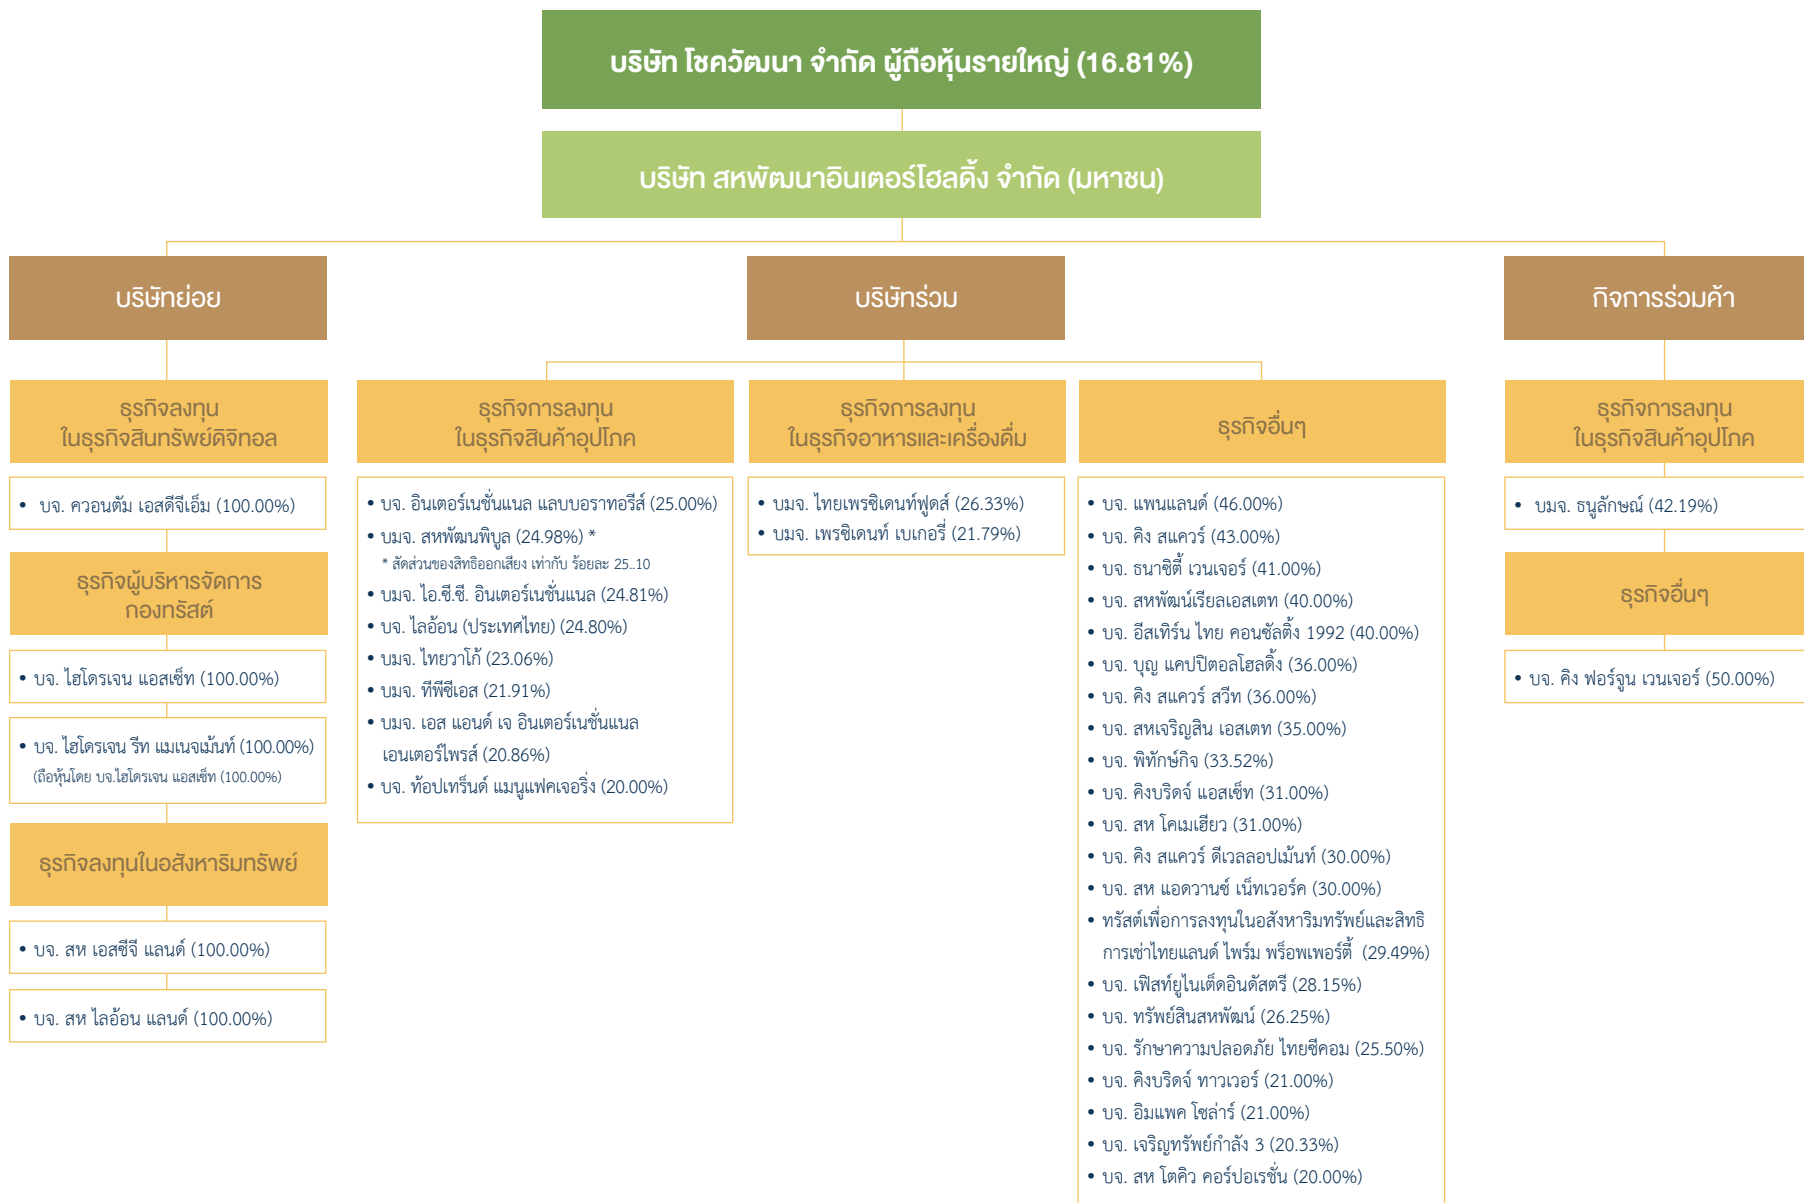 บริษัท โชควัฒนา จำกัด ผู้ถือหุ้นรายใหญ่ (16.81%)
บริษัท สหพัฒนาอินเตอร์โฮลดิ้ง จำกัด (มหาชน)
บริษัทย่อย
ธุรกิจลงทุน
ในธุรกิจสินทรัพย์ดิจิทอล
• บจ. ควอนตัม เอสดีจีเอ็ม (100.00%)
ธุรกิจผู้บริหารจัดการ
กองทรัสต์
• บจ. ไฮโดรเจน แอสเซ็ท (100.00%)
• บจ. ไฮโดรเจน รีท แมเนจเม้นท์ (100.00%)
(ถือหุ้นโดย บจ.ไฮโดรเจน แอสเซ็ท (100.00%)
ธุรกิจลงทุนในอสังหาริมทรัพย์
• บจ. สห เอสซีจี แลนด์ (100.00%)
• บจ. สห ไลอ้อน แลนด์ (100.00%)
บริษัทร่วม
ธุรกิจการลงทุน
ในธุรกิจสินค้าอุปโภค
• บจ. อินเตอร์เนชั่นแนล แลบบอราทอรีส์ (25.00%)
• บมจ. สหพัฒนพิบูล (24.98%) *
* สัดส่วนของสิทธิออกเสียง เท่ากับ ร้อยละ 25..10
• บมจ. ไอ.ซี.ซี. อินเตอร์เนชั่นแนล (24.81%)
• บจ. ไลอ้อน (ประเทศไทย) (24.80%)
• บมจ. ไทยวาโก้ (23.06%)
• บมจ. ทีพีซีเอส (21.91%)
• บมจ. เอส แอนด์ เจ อินเตอร์เนชั่นแนล
เอนเตอร์ไพรส์ (20.86%)
• บจ. ท้อปเทร็นด์ แมนูแฟคเจอริ่ง (20.00%)
ธุรกิจการลงทุน
ในธุรกิจอาหารและเครื่องดื่ม
• บมจ. ไทยเพรซิเดนท์ฟูดส์ (26.33%)
• บมจ. เพรซิเดนท์ เบเกอรี่ (21.79%)
ธุรกิจอื่นๆ
• บจ. แพนแลนด์ (46.00%)
• บจ. คิง สแควร์ (43.00%)
• บจ. ธนาซิตี้ เวนเจอร์ (41.00%)
• บจ. สหพัฒน์เรียลเอสเตท (40.00%)
• บจ. อีสเทิร์น ไทย คอนซัลติ้ง 1992 (40.00%)
• บจ. บุญ แคปปิตอลโฮลดิ้ง (36.00%)
• บจ. คิง สแควร์ สวีท (36.00%)
• บจ. สหเจริญสิน เอสเตท (35.00%)
• บจ. พิทักษ์กิจ (33.52%)
• บจ. คิงบริดจ์ แอสเซ็ท (31.00%)
• บจ. สห โคเมเฮียว (31.00%)
• บจ. คิง สแควร์ ดีเวลลอปเม้นท์ (30.00%)
• บจ. สห แอดวานซ์ เน็ทเวอร์ค (30.00%)
• ทรัสต์เพื่อการลงทุนในอสังหาริมทรัพย์และสิทธิ
การเช่าไทยแลนด์ ไพร์ม พร็อพเพอร์ตี้ (29.49%)
• บจ. เฟิสท์ยูไนเต็ดอินดัสตรี (28.15%)
• บจ. ทรัพย์สินสหพัฒน์ (26.25%)
• บจ. รักษาความปลอดภัย ไทยซีคอม (25.50%)
• บจ. คิงบริดจ์ ทาวเวอร์ (21.00%)
• บจ. อิมแพค โซล่าร์ (21.00%)
• บจ. เจริญทรัพย์กำลัง 3 (20.33%)
• บจ. สห โตคิว คอร์ปอเรชั่น (20.00%)
กิจการร่วมค้า
ธุรกิจการลงทุน
ในธุรกิจสินค้าอุปโภค
• บมจ. ธนูลักษณ์ (42.19%)
ธุรกิจอื่นๆ
• บจ. คิง ฟอร์จูน เวนเจอร์ (50.00%)